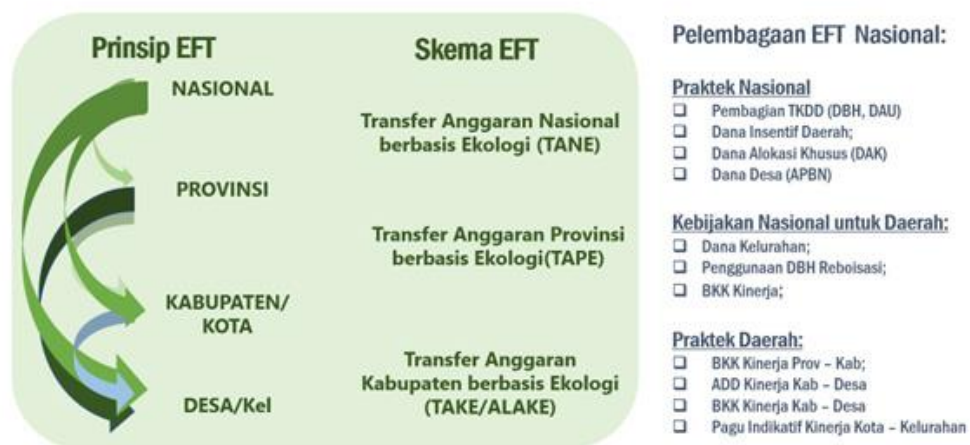 Prinsip EFT
NASIONAL
PROVINSI
KABUPATEN/
KOTA
DESA/Kel
Skema EFT
Transfer Anggaran Nasional
berbasis Ekologi (TANE)
Transfer Anggaran Provinsi
berbasis Ekologi(TAPE)
Transfer Anggaran
Kabupaten berbasis Ekologi
(TAKE/ALAKE)
Pelembagaan EFT Nasional:
Praktek Nasional
Pembagian TKDD (DBH, DAU)
Dana Insentif Daerah;
Dana Alokasi Khusus (DAK)
Dana Desa (APBN)
Kebijakan Nasional untuk Daerah:
Dana Kelurahan;
Penggunaan DBH Reboisasi;
BKK Kinerja;
Praktek Daerah:
BKK Kinerja Prov – Kab;
ADD Kinerja Kab – Desa
BKK Kinerja Kab – Desa
Pagu Indikatif Kinerja Kota – Kelurahan